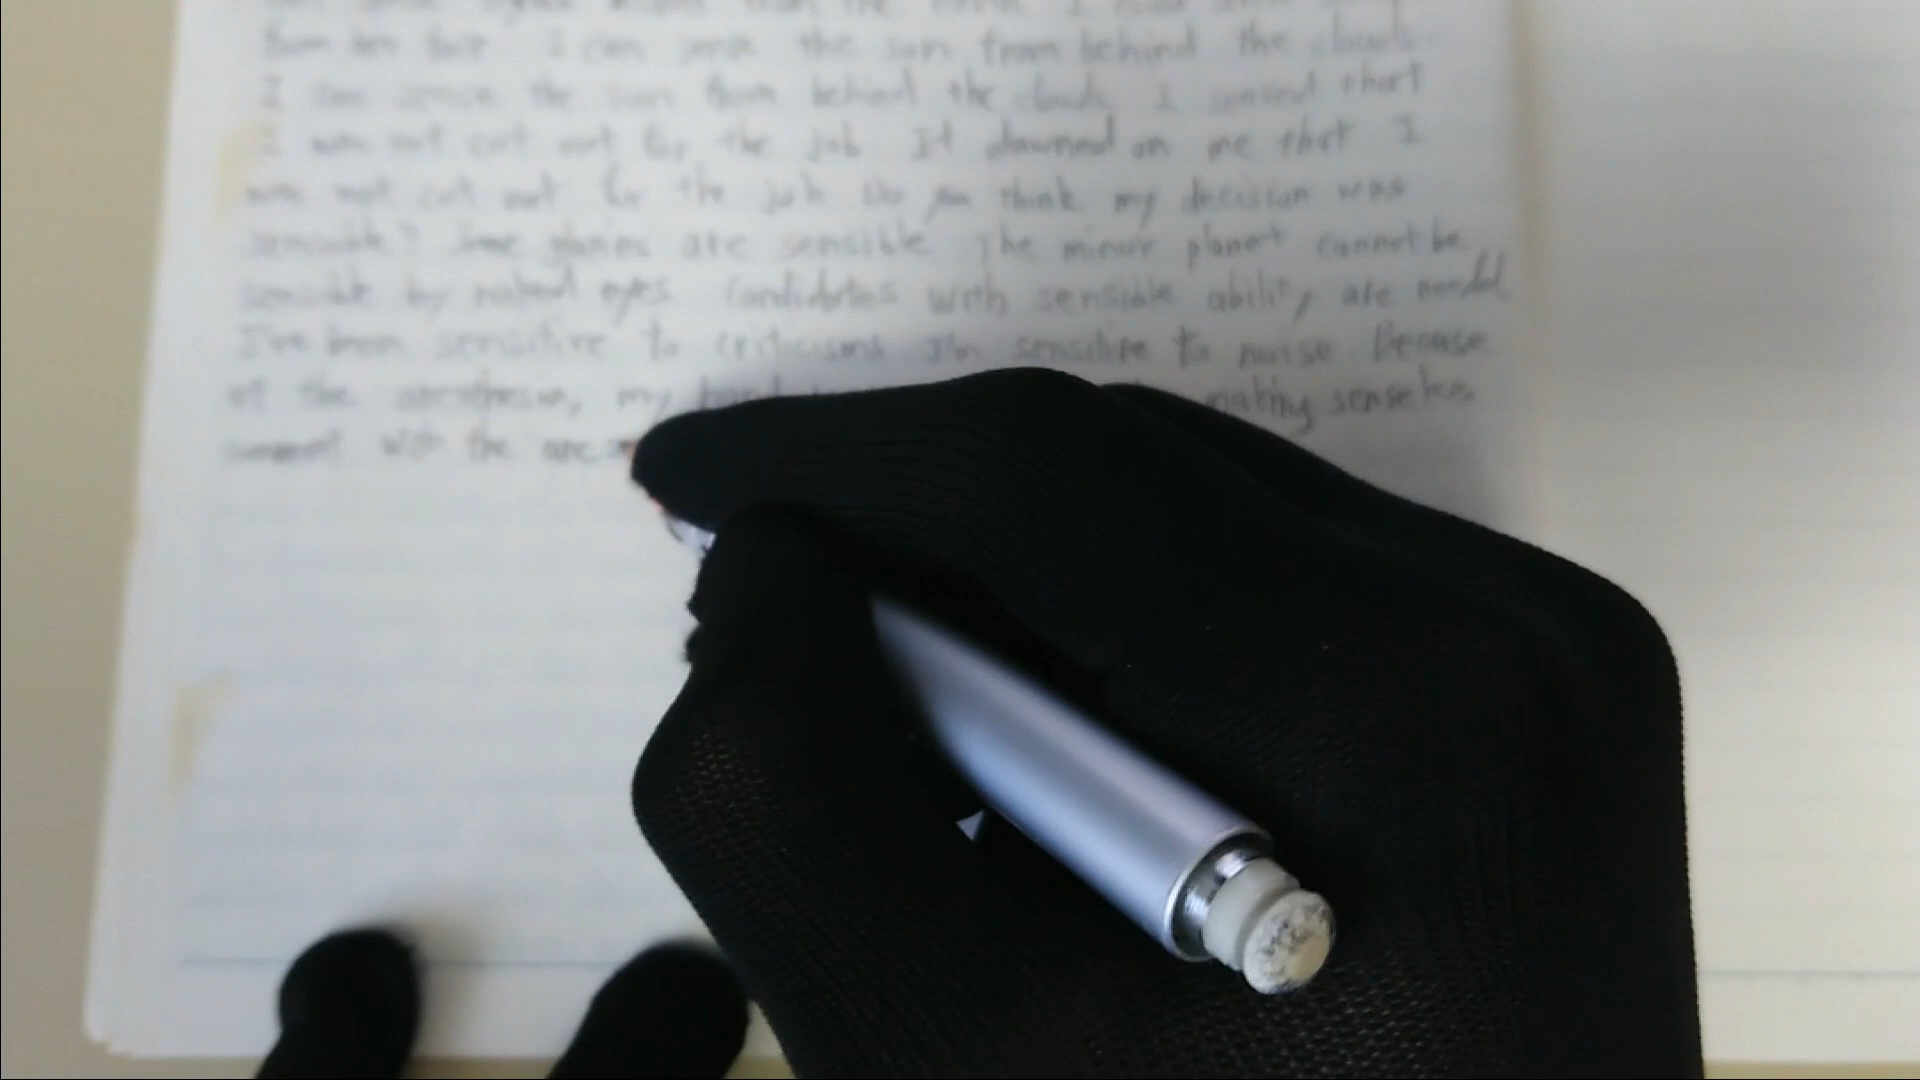 from her face I can sense the sun from behind the clouds
I can sense the sun from behind the clouds I sensed that
I was not cut out for the job It dawned on me that I
was not cut out for the job Do you think my decision was
sensible? Some are sensible The minor planet cannot be
sensible by naked eyes Candidates with sensible ability are needed
I've been sensitive to criticisms I'm sensitive to noise Because
of the my making senseless
comment with the